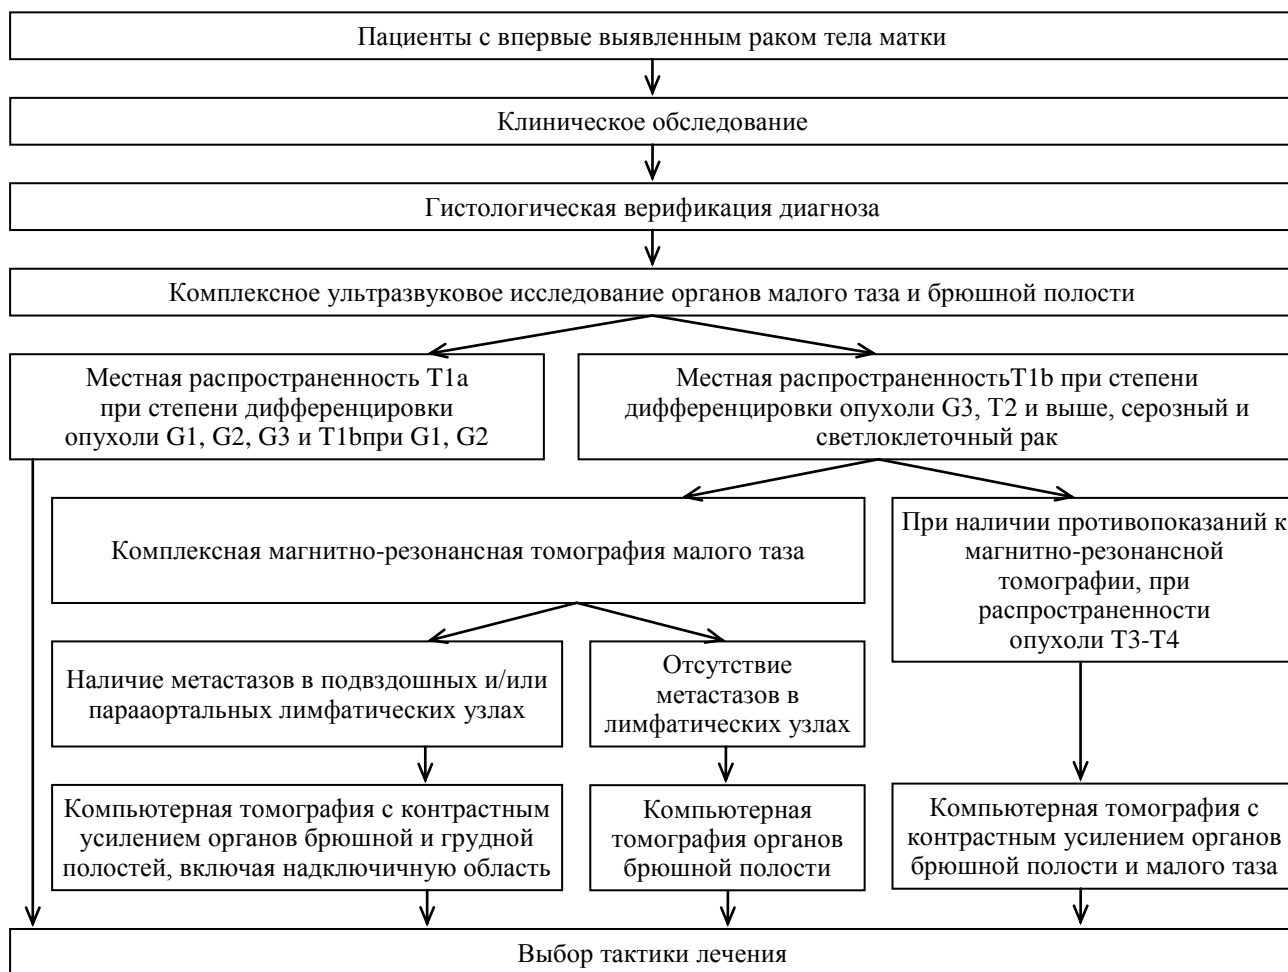 Пациенты с впервые выявленным раком тела матки
Клиническое обследование
Гистологическая верификация диагноза
Комплексное ультразвуковое исследование органов малого таза и брюшной полости
Местная распространенность T1a
при степени дифференцировки
опухоли G1, G2, G3 и T1bпри G1, G2
Местная распространенностьT1b при степени
дифференцировки опухоли G3, T2 и выше, серозный и
светлоклеточный рак
Комплексная магнитно-резонансная томография малого таза
При наличии противопоказаний к
магнитно-резонансной
томографии, при
распространенности
опухоли T3-T4
Наличие метастазов в подвздошных и/или
парааортальных лимфатических узлах
Отсутствие
метастазов в
лимфатических узлах
Компьютерная томография с контрастным
усилением органов брюшной и грудной
полостей, включая надключичную область
Компьютерная
томография органов
брюшной полости
Компьютерная томография с
контрастным усилением органов
брюшной полости и малого таза
Выбор тактики лечения